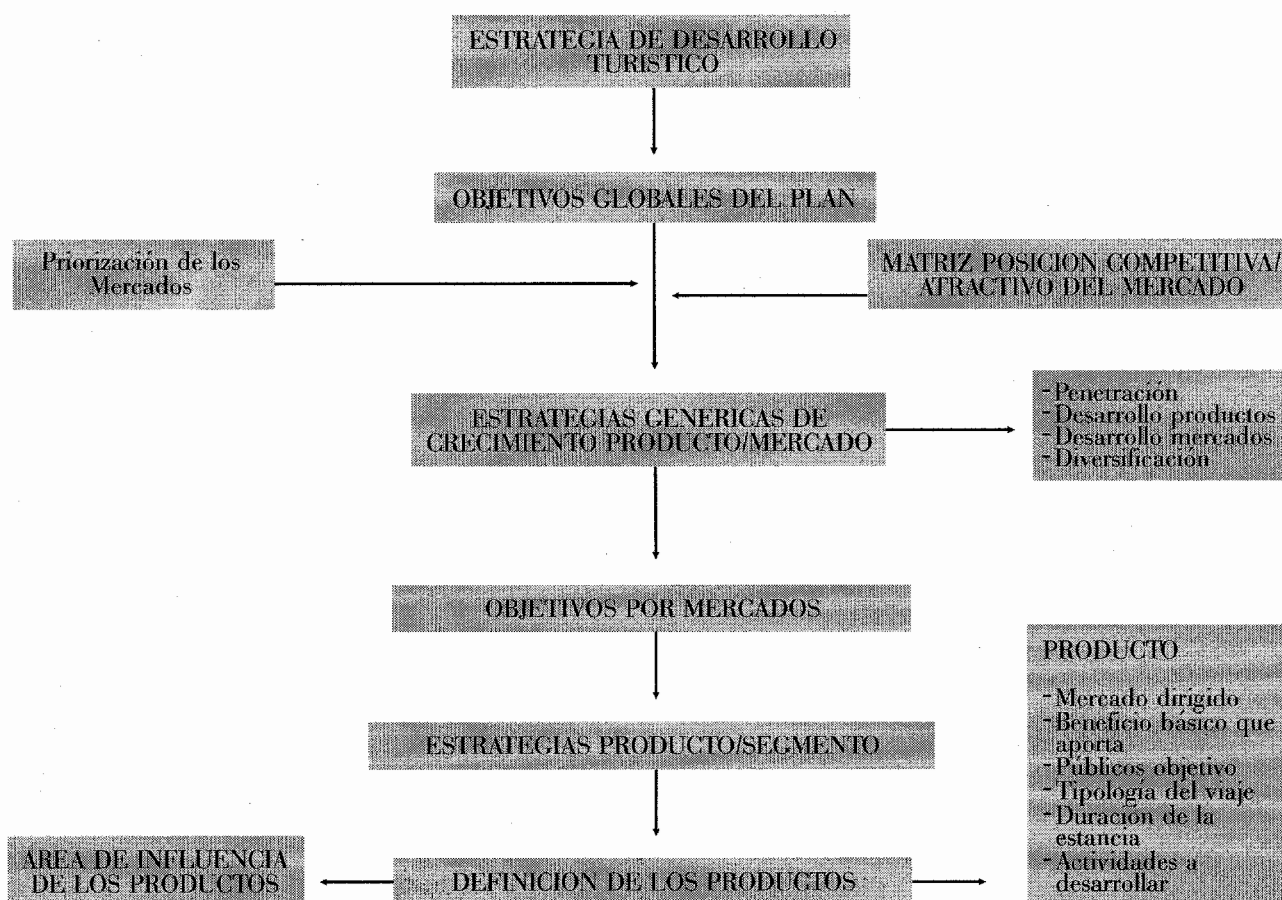 ESTRATEGIA DE DESARROLLO
TURISTICO
OBJETIVOS GLOBALES DEL PLAN
Priorización de los
Mercados
MATRIZ POSICION COMPETITIVA/
ATRACTIVO DEL MERCADO
ESTRATEGIAS GENERICAS DE
CRECIMIENTO PRODUCTO/MERCADO
-Penetración
-Desarrollo productos
-Desarrollo mercados
-Diversificación
OBJETIVOS POR MERCADOS
ESTRATEGIAS PRODUCTO/SEGMENTO
PRODUCTO
-Mercado dirigido
-Beneficio básico que
aporta
-Públicos objetivo
-Tipología del viaje
-Duración de la
estancia
-Actividades a
desarrollar
AREA DE INFLUENCIA
DE LOS PRODUCTOS
DEFINICION DE LOS PRODUCTOS